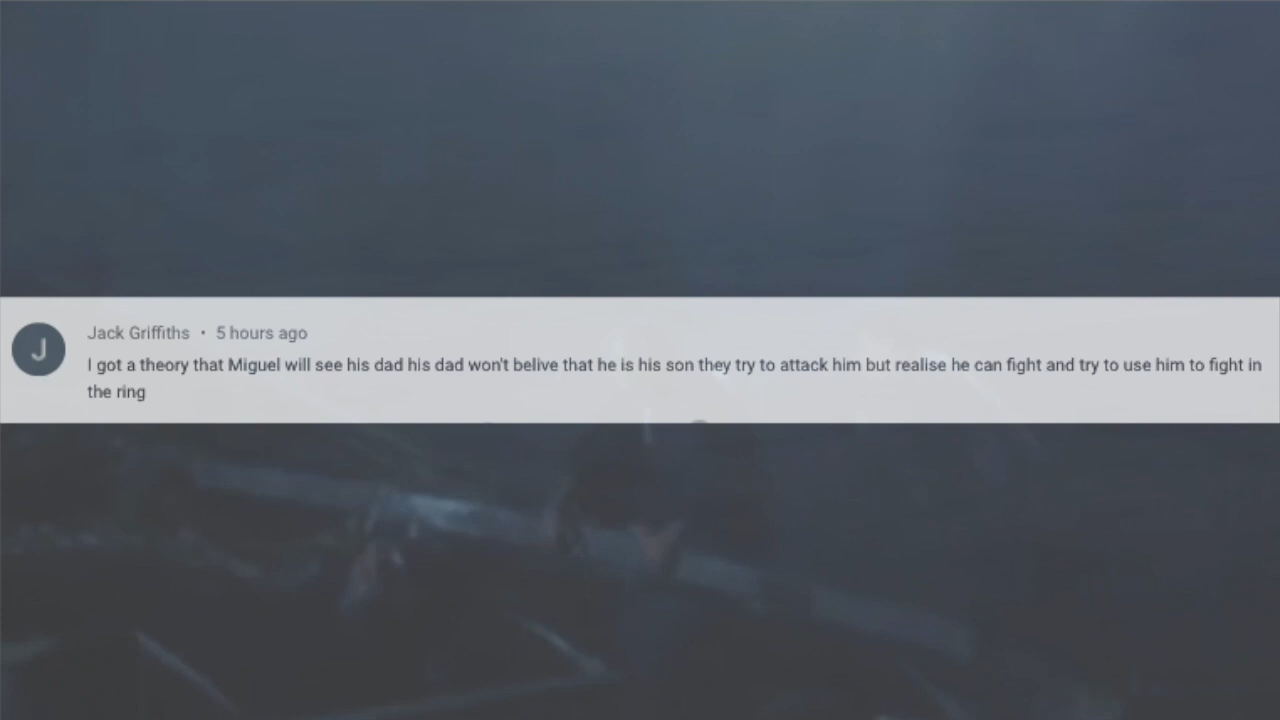 J
Jack Griffiths · 5 hours ago
I got a theory that Miguel will see his dad his dad won't belive that he is his son they try to attack him but realise he can fight and try to use him to fight in
the ring